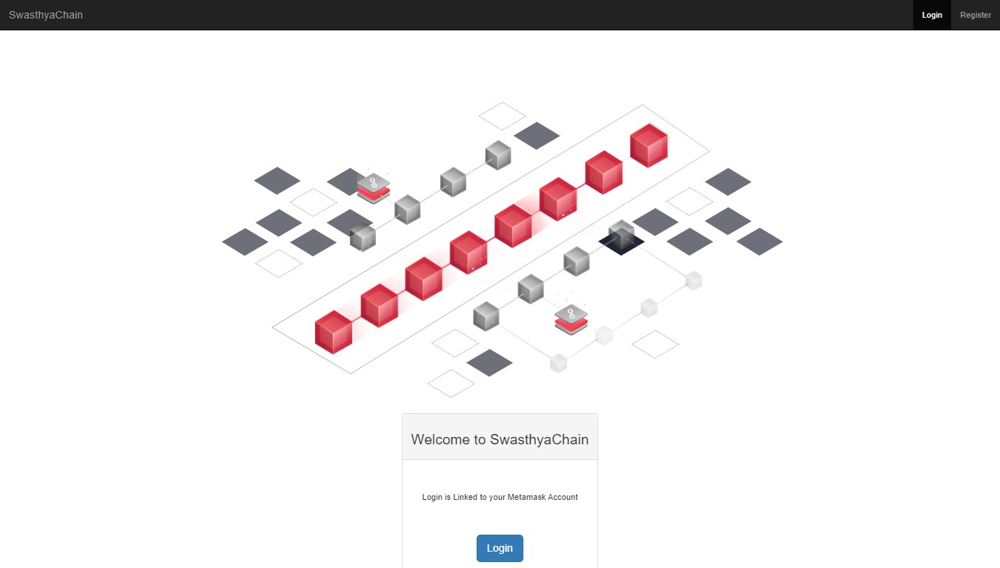 SwasthyaChain
Login
Register
Welcome to SwasthyaChain
Login is Linked to your Metamask Account
Login